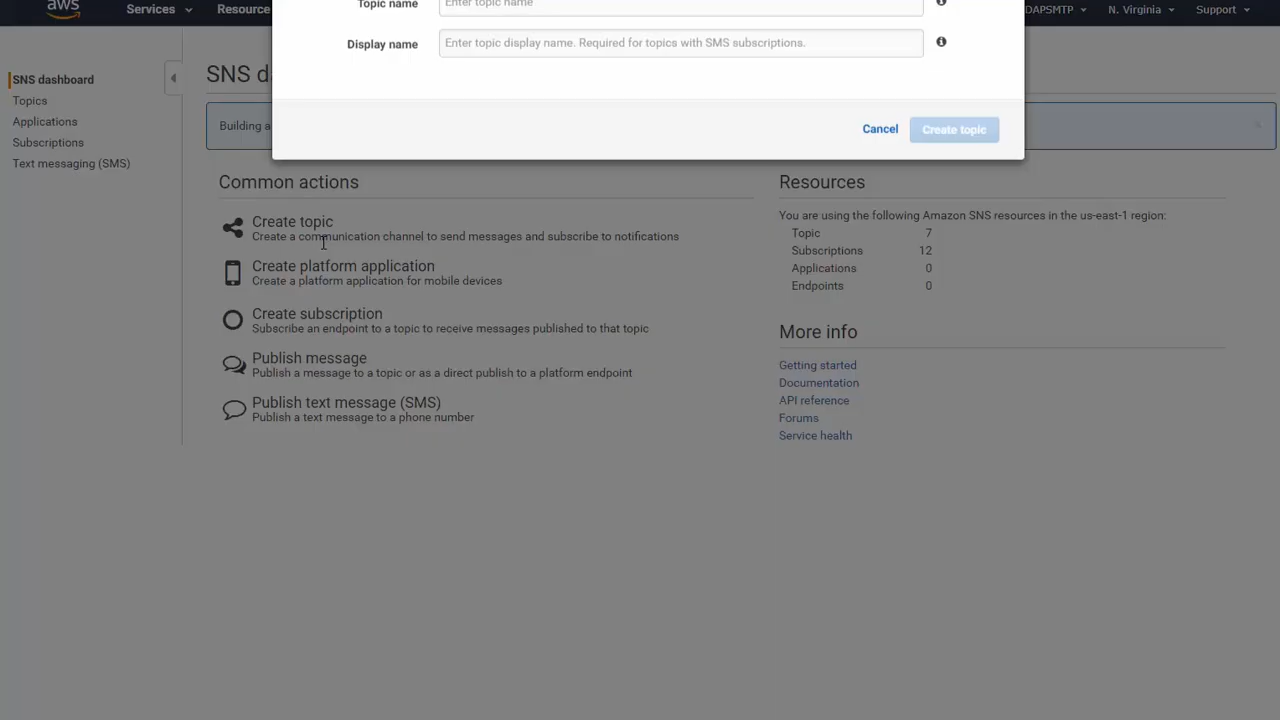 aws Services Resource DAPSMTP N. Virginia Support
Topic name Enter topic name
Display name Enter topic display name. Required for topics with SMS subscriptions.
SNS dashboard
Topics
Applications
Subscriptions
Text messaging (SMS)
SNS d
Building a
Cancel Create topic
Common actions
Create topic
Create a communication channel to send messages and subscribe to notifications
Create platform application
Create a platform application for mobile devices
Create subscription
Subscribe an endpoint to a topic to receive messages published to that topic
Publish message
Publish a message to a topic or as a direct publish to a platform endpoint
Publish text message (SMS)
Publish a text message to a phone number
Resources
You are using the following Amazon SNS resources in the us-east-1 region:
Topic 7
Subscriptions 12
Applications 0
Endpoints 0
More info
Getting started
Documentation
API reference
Forums
Service health